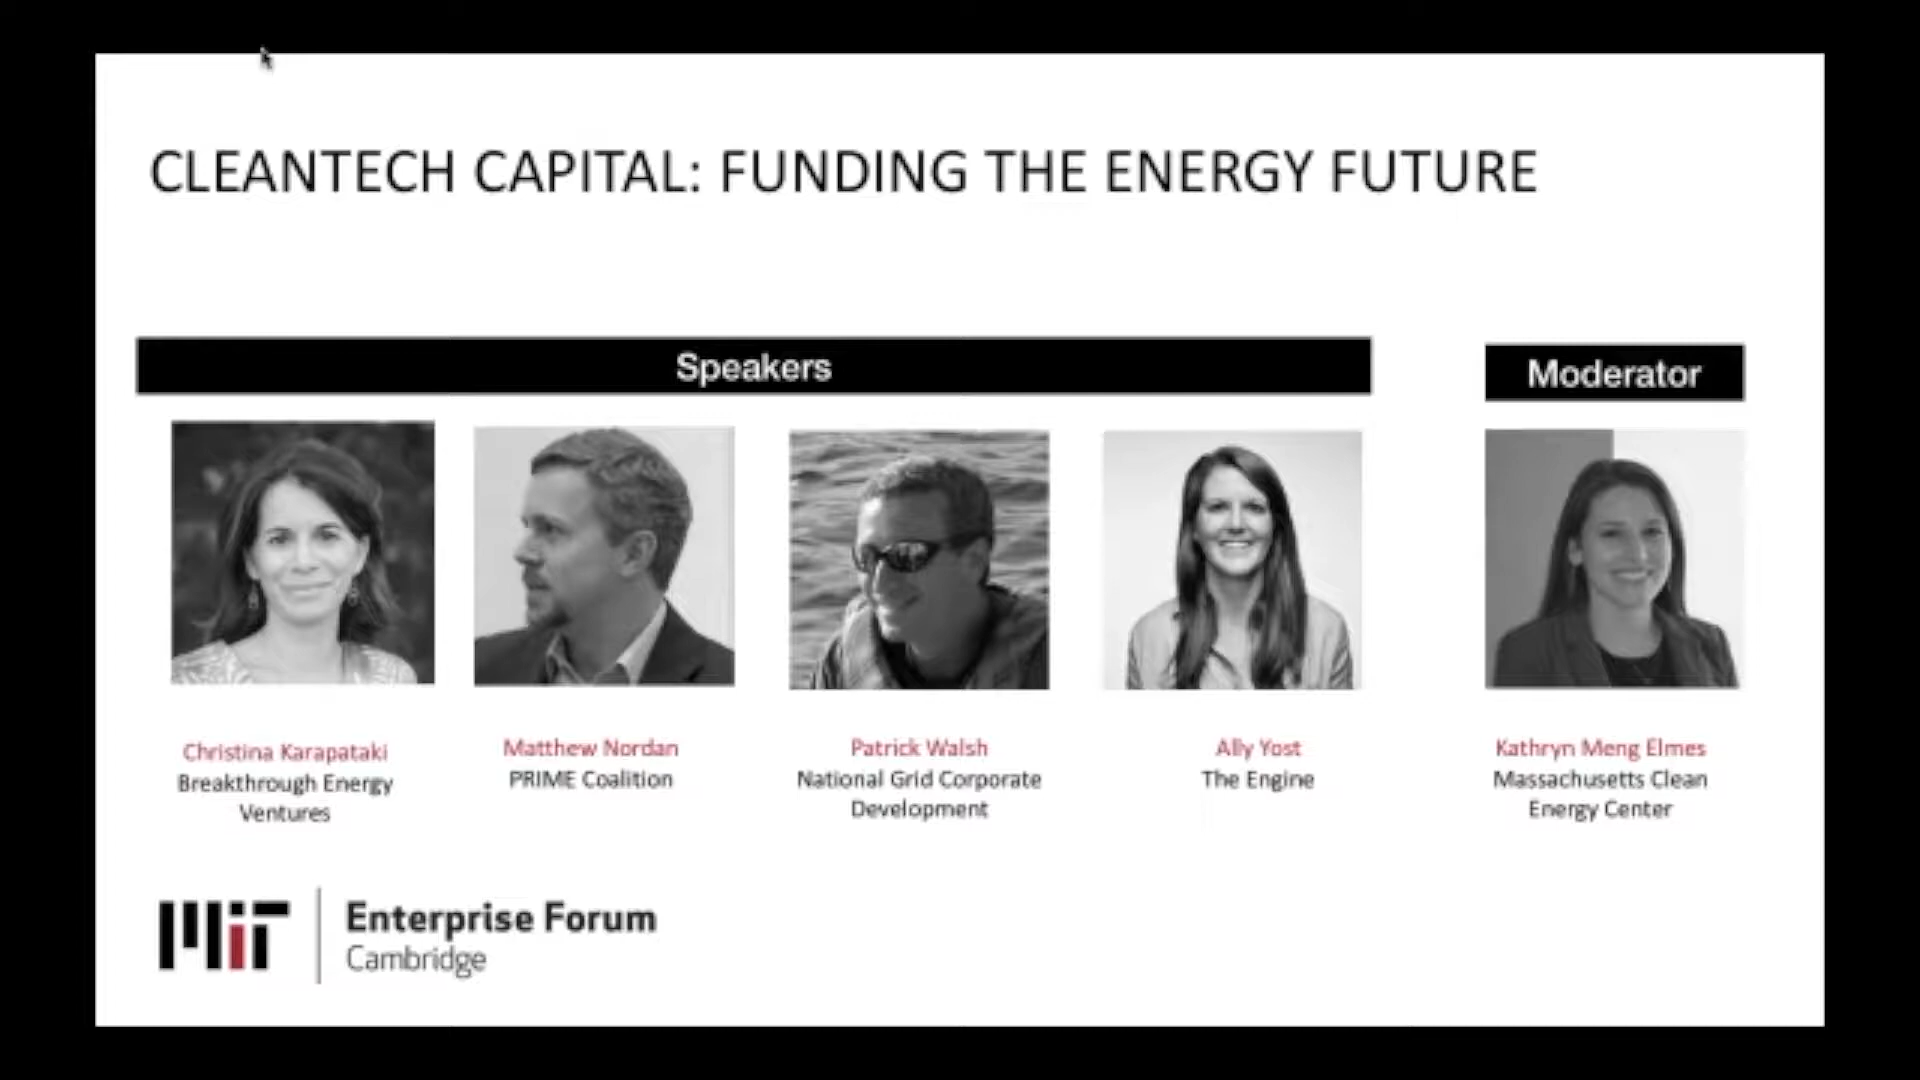 CLEANTECH CAPITAL: FUNDING THE ENERGY FUTURE
Speakers
Moderator
Christina Karapataki
Breakthrough Energy
Ventures
Matthew Nordan
PRIME Coalition
Patrick Walsh
National Grid Corporate
Development
Ally Yost
The Engine
Kathryn Meng Elmes
Massachusetts Clean
Energy Center
MIT
Enterprise Forum
Cambridge